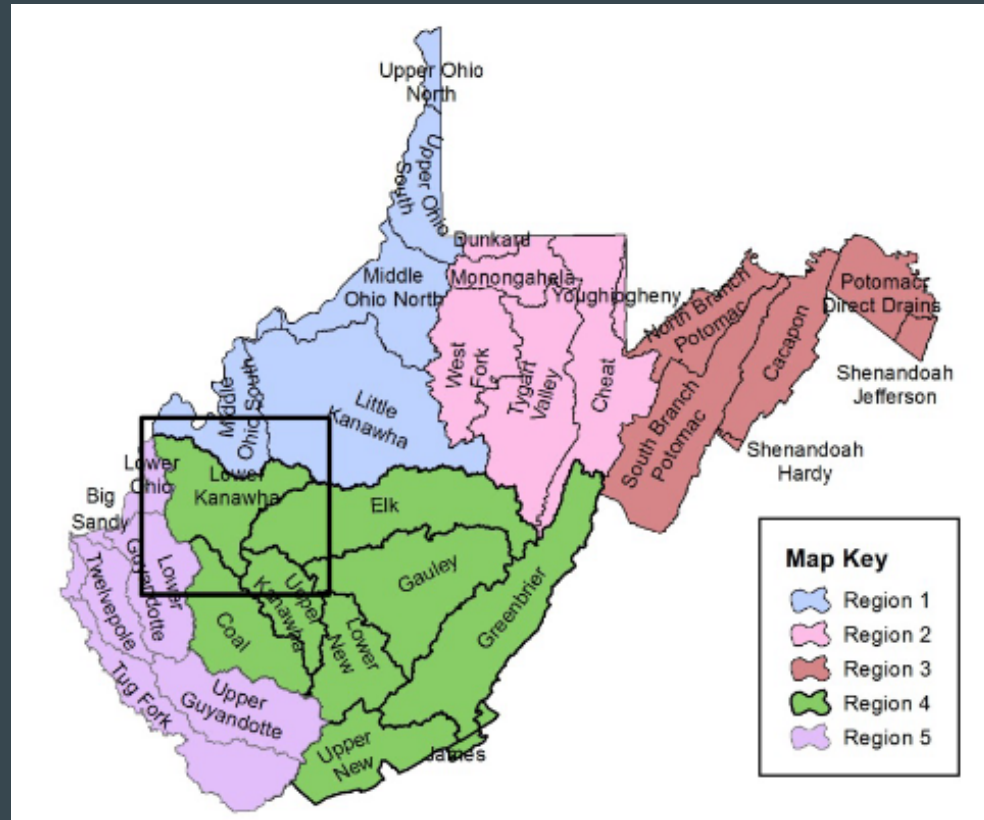 Upper Ohio
North
Upper Ohio
South
Dunkard
Monongahela
Middle
Ohio North
Youghiogheny
North Branch
Potomac
Potomac
Direct Drains
Cacapon
West
Fork
Tygart
Valley
Cheat
Shenandoah
Jefferson
Middle
Ohio South
Little
Kanawha
South Branch
Potomac
Shenandoah
Hardy
Lower
Ohio
Lower
Kanawha
Elk
Big
Sandy
Lower
Guyandotte
Twelvepole
Gauley
Upper
Kanawha
Greenbrier
Coal
Lower
New
Tug Fork
Upper
Guyandotte
Upper
New
James
Map Key
Region 1
Region 2
Region 3
Region 4
Region 5